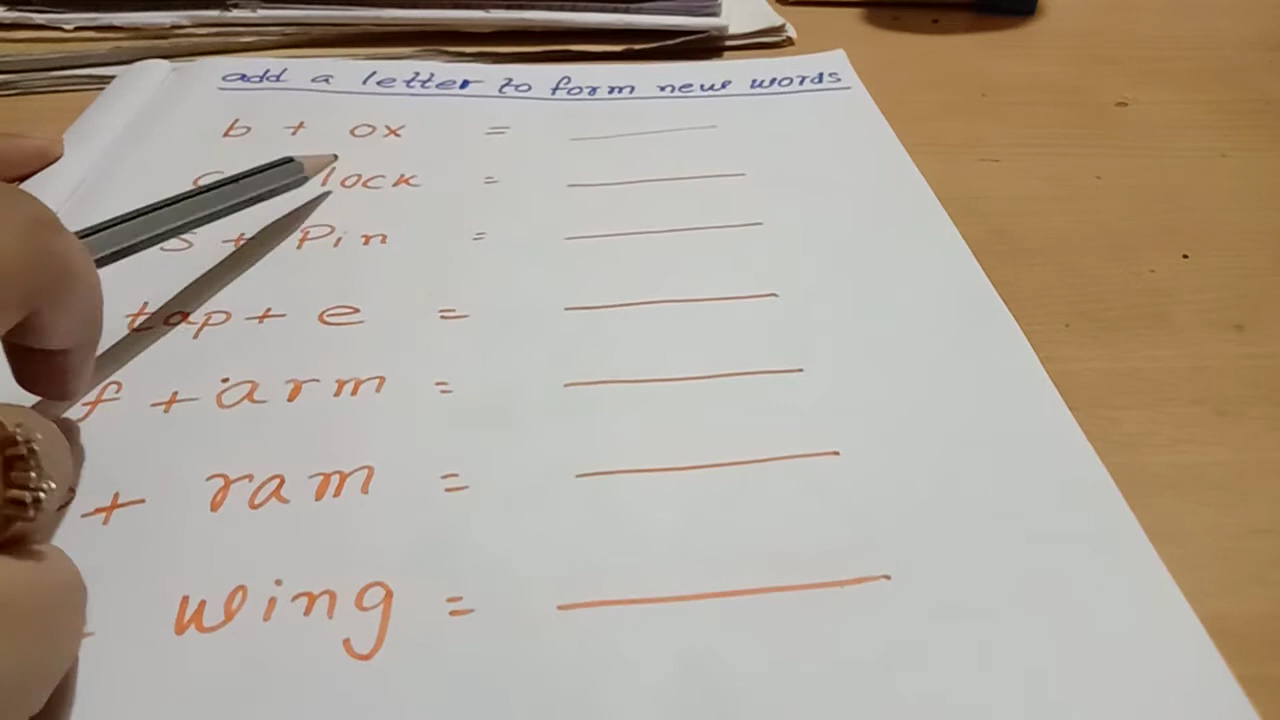 add a letter to form new words
b + ox =
c lock =
s + Pin =
tap + e =
f + arm =
+ ram =
wing =